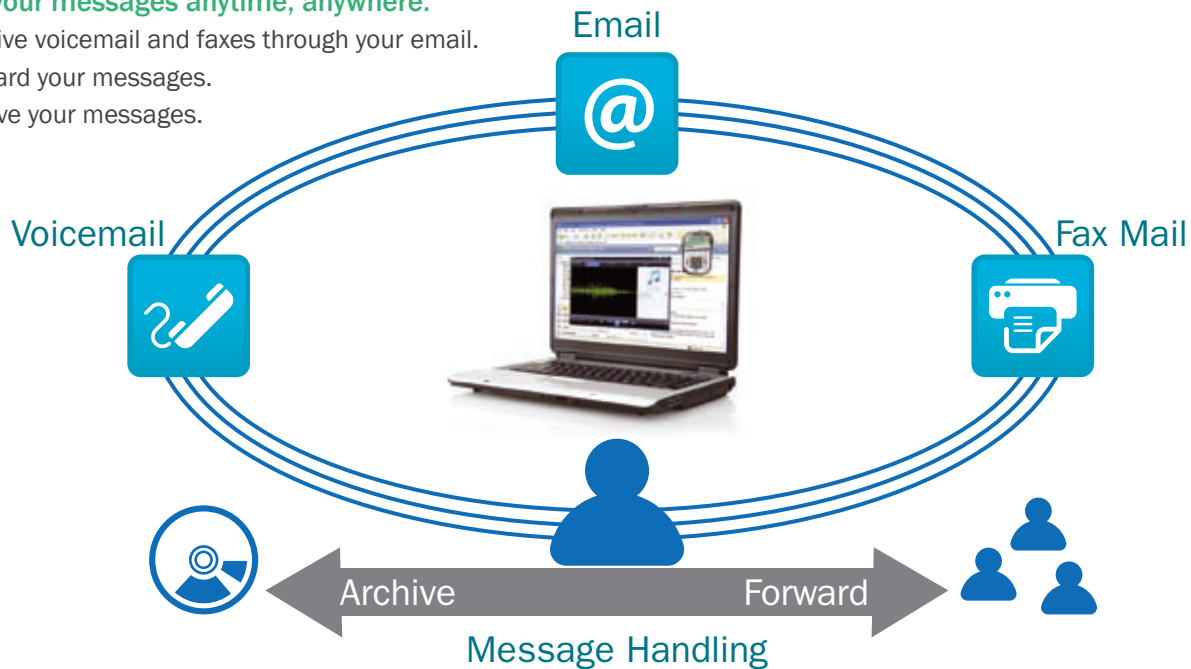 your messages anytime, anywhere.
ive voicemail and faxes through your email.
ard your messages.
ve your messages.
Email
@
Voicemail
Fax Mail
Archive
Forward
Message Handling